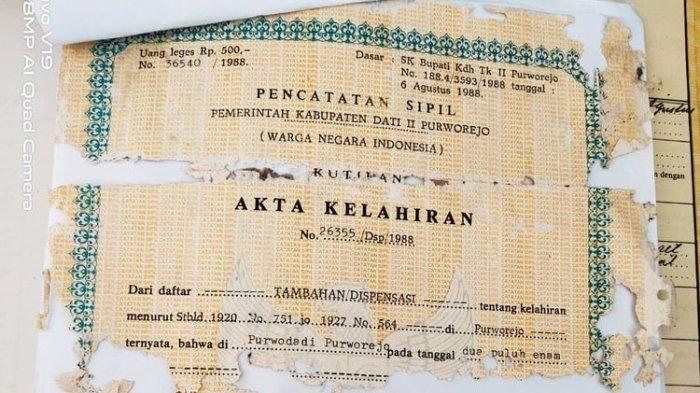 Uang leges Rp. 500,-
No. 36540 /1988.
Dasar : SK Bupati Kdh Tk II Purworejo
No. 188.4/3593/1988 tanggal :
6 Agustus 1988.
PENCATATAN SIPIL
PEMERINTAH KABUPATEN DATI II PURWOREJO
(WARGA NEGARA INDONESIA)
KUTIPAN
AKTA KELAHIRAN
No. 26355/Dsp/1988
Dari daftar TAMBAHAN/DISPENSASI tentang kelahiran
menurut Stbld 1920 No. 751 jo 1927 No 564 di Purworejo
ternyata, bahwa di Purwodadi Purworejo pada tanggal dua puluh enam
vo V19
8MP AI Quad Camera
dengan